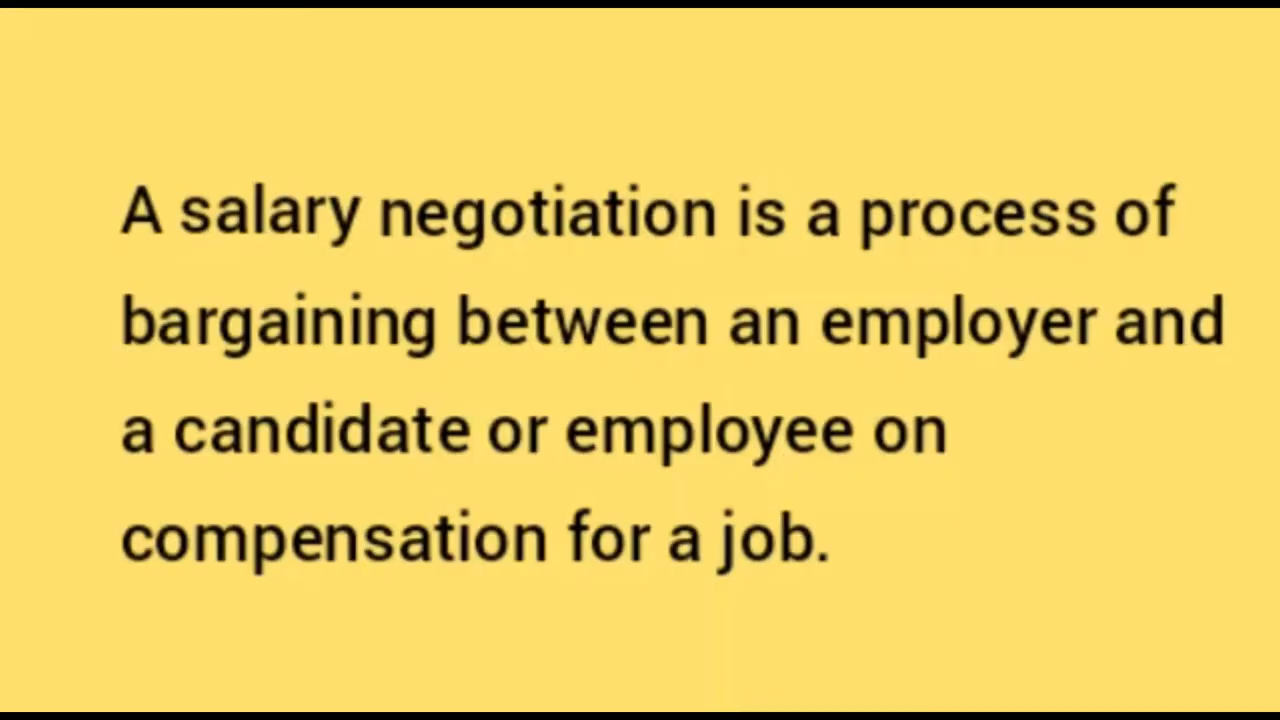 A salary negotiation is a process of
bargaining between an employer and
a candidate or employee on
compensation for a job.